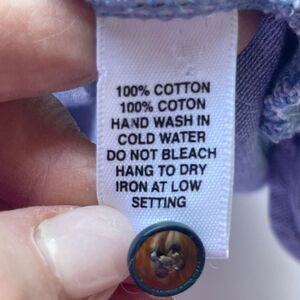 100% COTTON
100% COTON
HAND WASH IN
COLD WATER
DO NOT BLEACH
HANG TO DRY
IRON AT LOW
SETTING